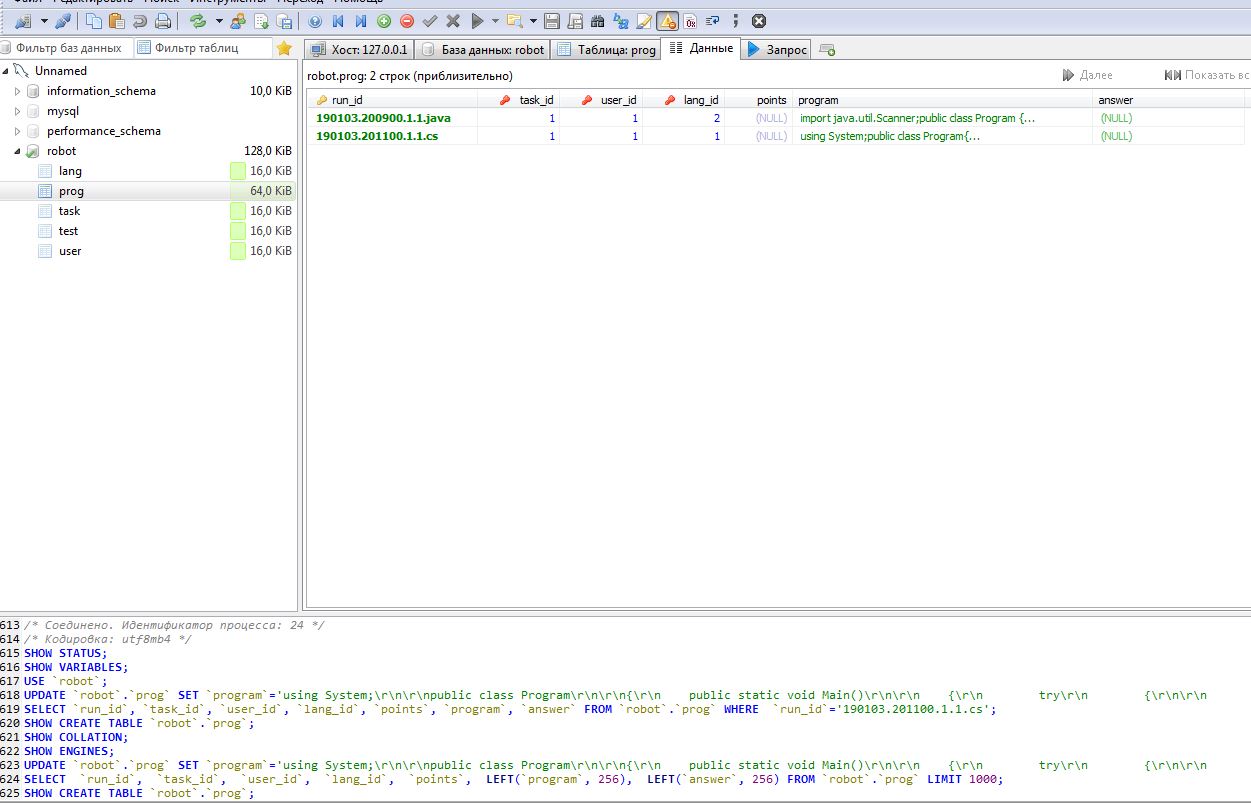 Файл Редактировать Поиск Инструменты Переход Помощь
Фильтр баз данных Фильтр таблиц
Хост: 127.0.0.1 База данных: robot Таблица: prog Данные Запрос
Unnamed
information_schema 10,0 KiB
mysql
performance_schema
robot 128,0 KiB
lang 16,0 KiB
prog 64,0 KiB
task 16,0 KiB
test 16,0 KiB
user 16,0 KiB
robot.prog: 2 строк (приблизительно) Далее Показать вс
run_id task_id user_id lang_id points program answer
190103.200900.1.1.java 1 1 2 (NULL) import java.util.Scanner;public class Program {... (NULL)
190103.201100.1.1.cs 1 1 1 (NULL) using System;public class Program{... (NULL)
613 /* Соединено. Идентификатор процесса: 24 */
614 /* Кодировка: utf8mb4 */
615 SHOW STATUS;
616 SHOW VARIABLES;
617 USE `robot`;
618 UPDATE `robot`.`prog` SET `program`='using System;\r\n\r\npublic class Program\r\n\r\n{\r\n    public static void Main()\r\n\r\n    {\r\n        try\r\n        {\r\n\r\n
619 SELECT `run_id`, `task_id`, `user_id`, `lang_id`, `points`, `program`, `answer` FROM `robot`.`prog` WHERE  `run_id`='190103.201100.1.1.cs';
620 SHOW CREATE TABLE `robot`.`prog`;
621 SHOW COLLATION;
622 SHOW ENGINES;
623 UPDATE `robot`.`prog` SET `program`='using System;\r\n\r\npublic class Program\r\n\r\n{\r\n    public static void Main()\r\n\r\n    {\r\n        try\r\n        {\r\n\r\n
624 SELECT  `run_id`,  `task_id`,  `user_id`,  `lang_id`,  `points`,  LEFT(`program`, 256),  LEFT(`answer`, 256) FROM `robot`.`prog` LIMIT 1000;
625 SHOW CREATE TABLE `robot`.`prog`;